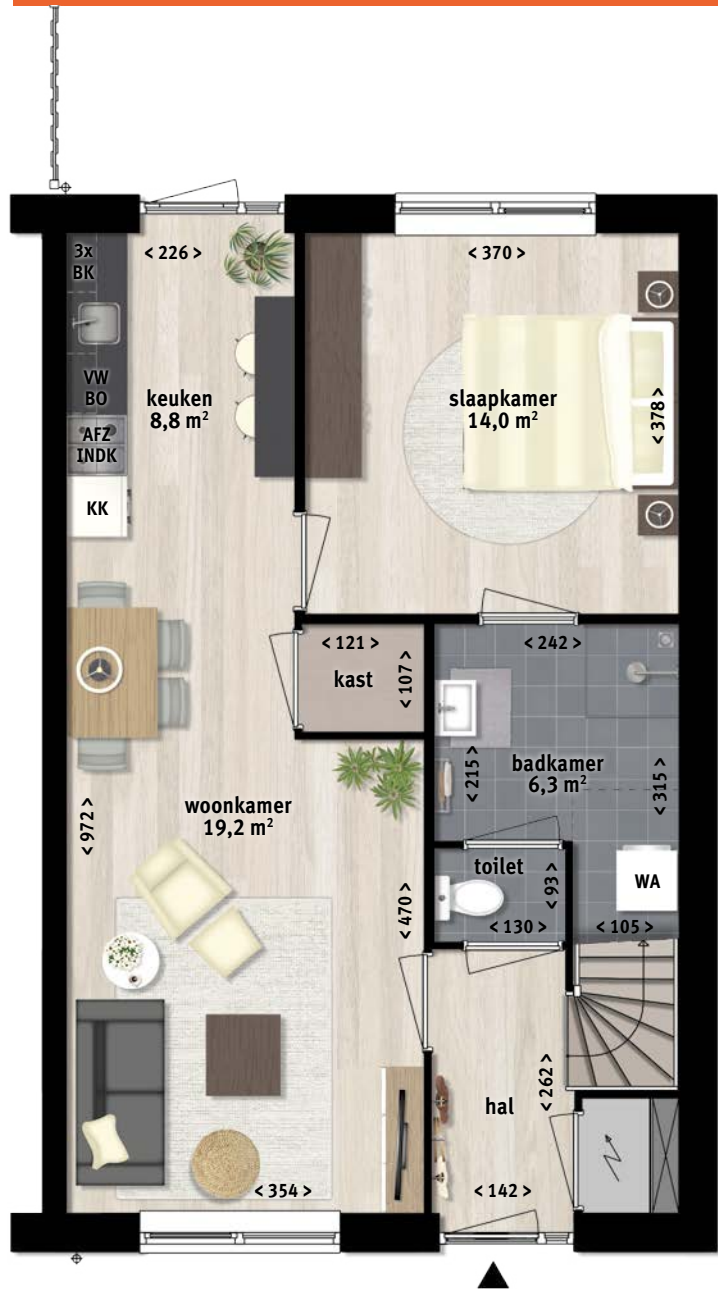 3x
BK
< 226 >
< 370 >
VW
BO
keuken
8,8 m²
slaapkamer
14,0 m²
< 378 >
AFZ
INDK
KK
< 121 >
kast
< 107 >
< 242 >
badkamer
6,3 m²
< 215 >
< 315 >
woonkamer
19,2 m²
< 972 >
toilet
< 93 >
< 130 >
WA
< 105 >
< 470 >
hal
< 262 >
< 354 >
< 142 >